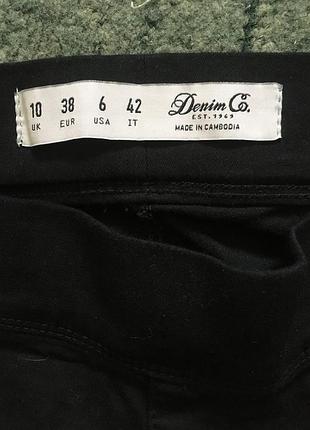 10 38 6 42
UK EUR USA IT
Denim Co.
EST. 1969
MADE IN CAMBODIA